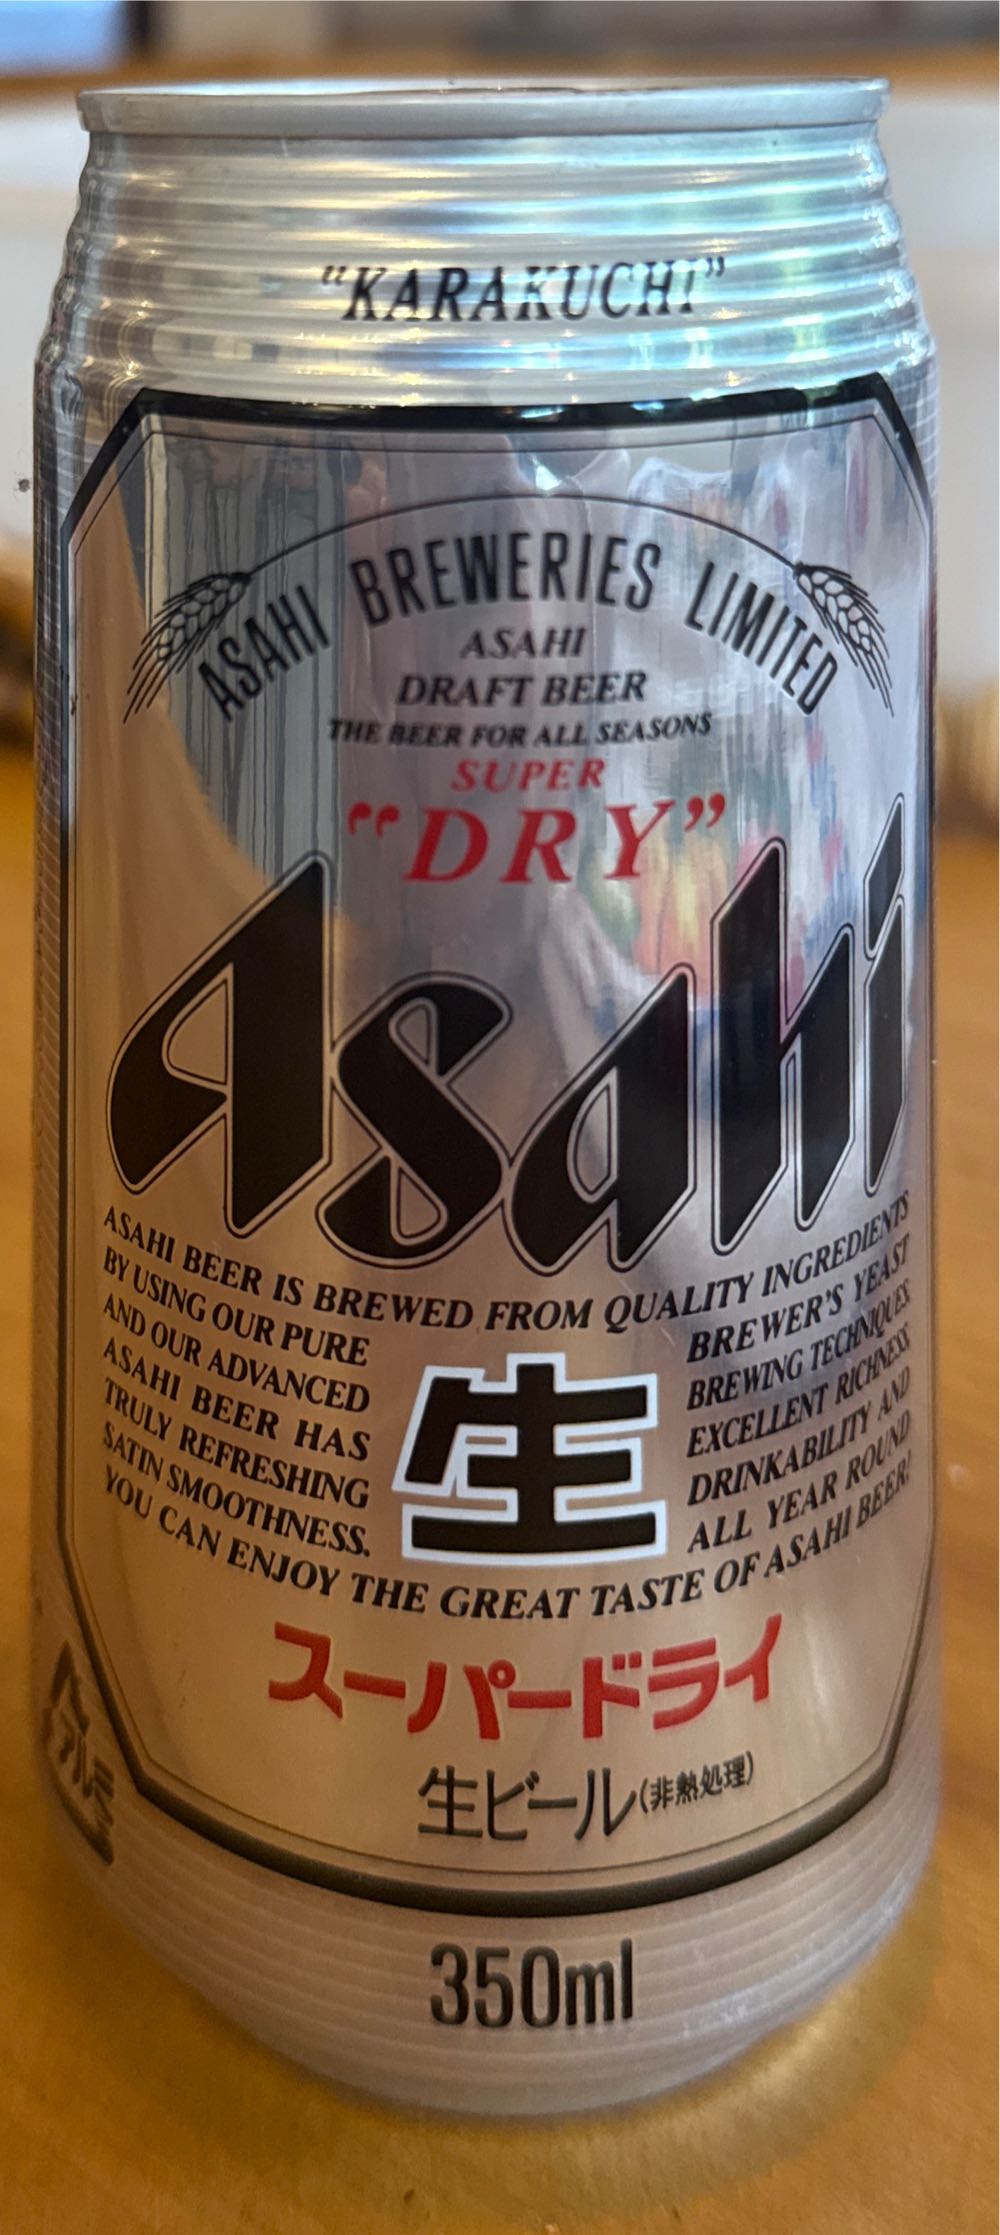 "KARAKUCHI"
ASAHI BREWERIES LIMITED
ASAHI
DRAFT BEER
THE BEER FOR ALL SEASONS
SUPER
"DRY"
Asahi
ASAHI BEER IS BREWED FROM QUALITY INGREDIENTS
BY USING OUR PURE BREWER'S YEAST
AND OUR ADVANCED BREWING TECHNIQUES.
ASAHI BEER HAS EXCELLENT RICHNESS
TRULY REFRESHING DRINKABILITY AND
SATIN SMOOTHNESS. ALL YEAR ROUND
YOU CAN ENJOY THE GREAT TASTE OF ASAHI BEER!
生
スーパードライ
生ビール(非熱処理)
アルミ
350ml